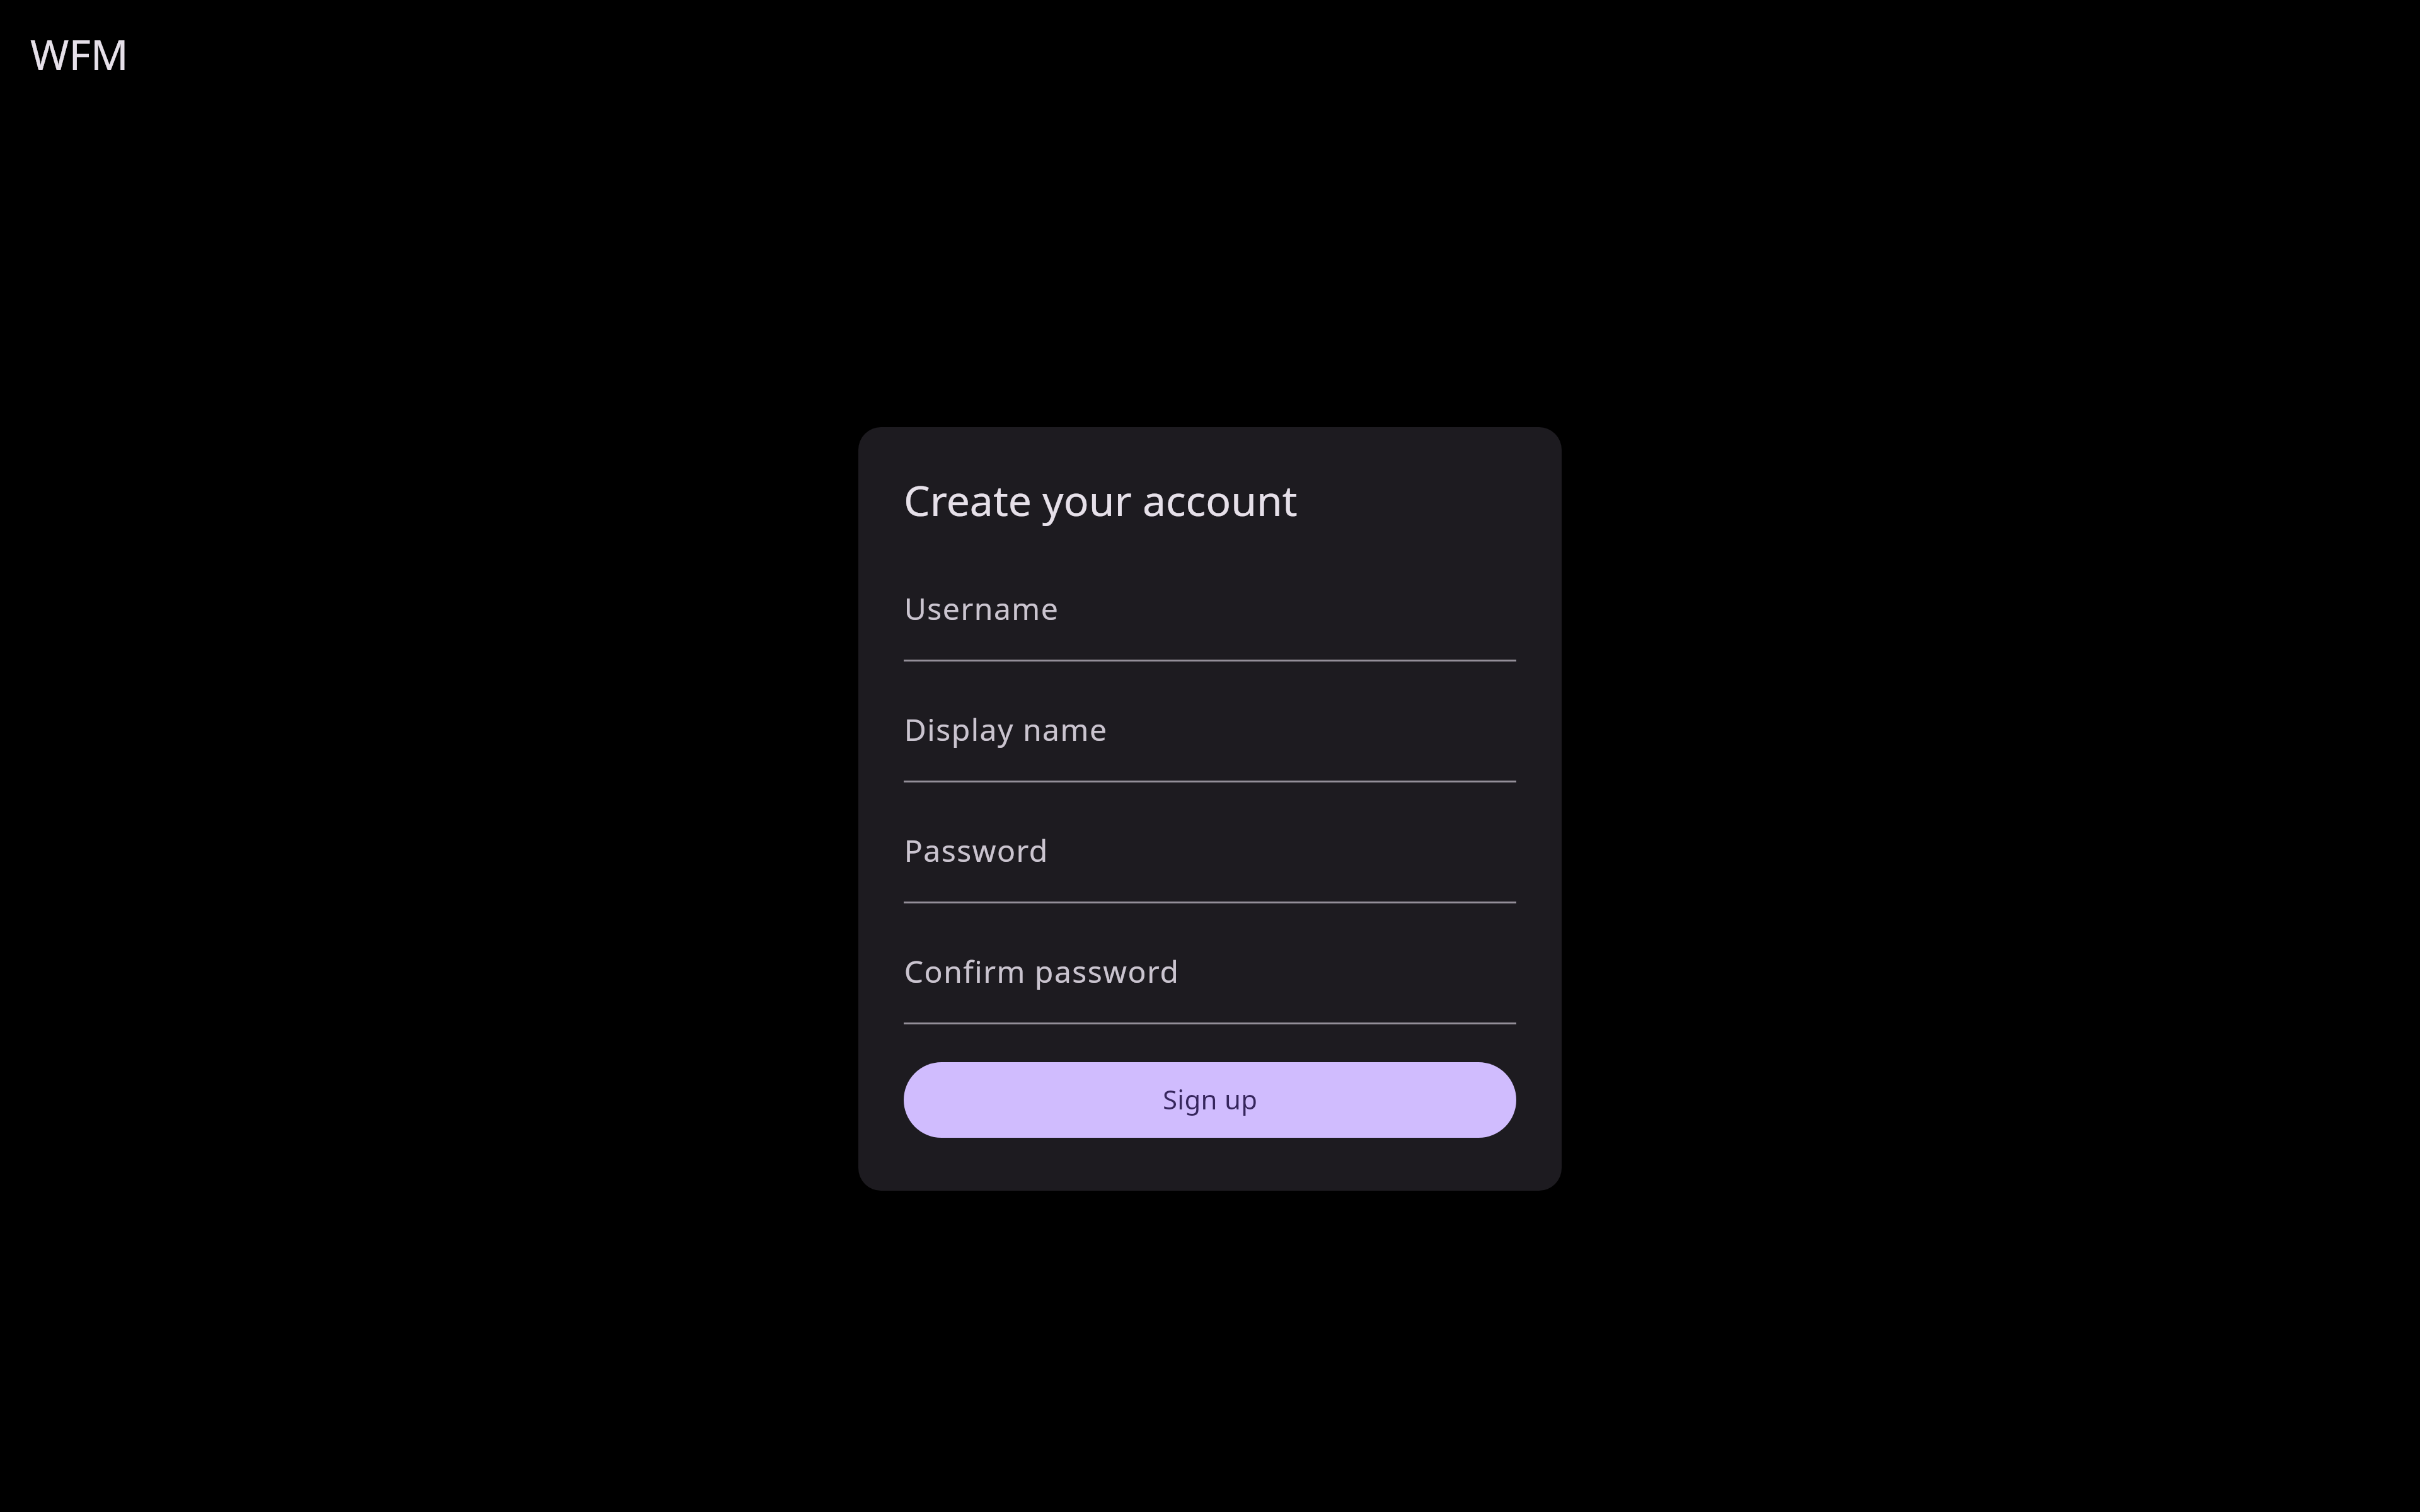 WFM
Create your account
Username
Display name
Password
Confirm password
Sign up